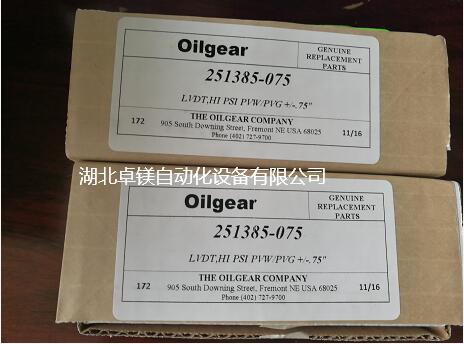 Oilgear
GENUINE
REPLACEMENT
PARTS
251385-075
LVDT,HI PSI PVW/PVG +/-.75"
THE OILGEAR COMPANY
172
905 South Downing Street, Fremont NE USA 68025
11/16
Phone (402) 727-9700
湖北卓镁自动化设备有限公司
Oilgear
GENUINE
REPLACEMENT
PARTS
251385-075
LVDT,HI PSI PVW/PVG +/-.75"
THE OILGEAR COMPANY
172
905 South Downing Street, Fremont NE USA 68025
11/16
Phone (402) 727-9700